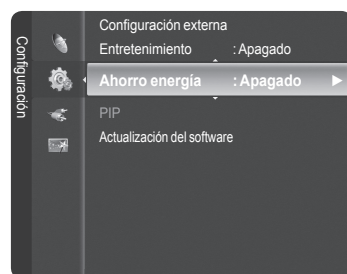 Configuración
Configuración externa
Entretenimiento : Apagado
Ahorro energía : Apagado
PIP
Actualización del software